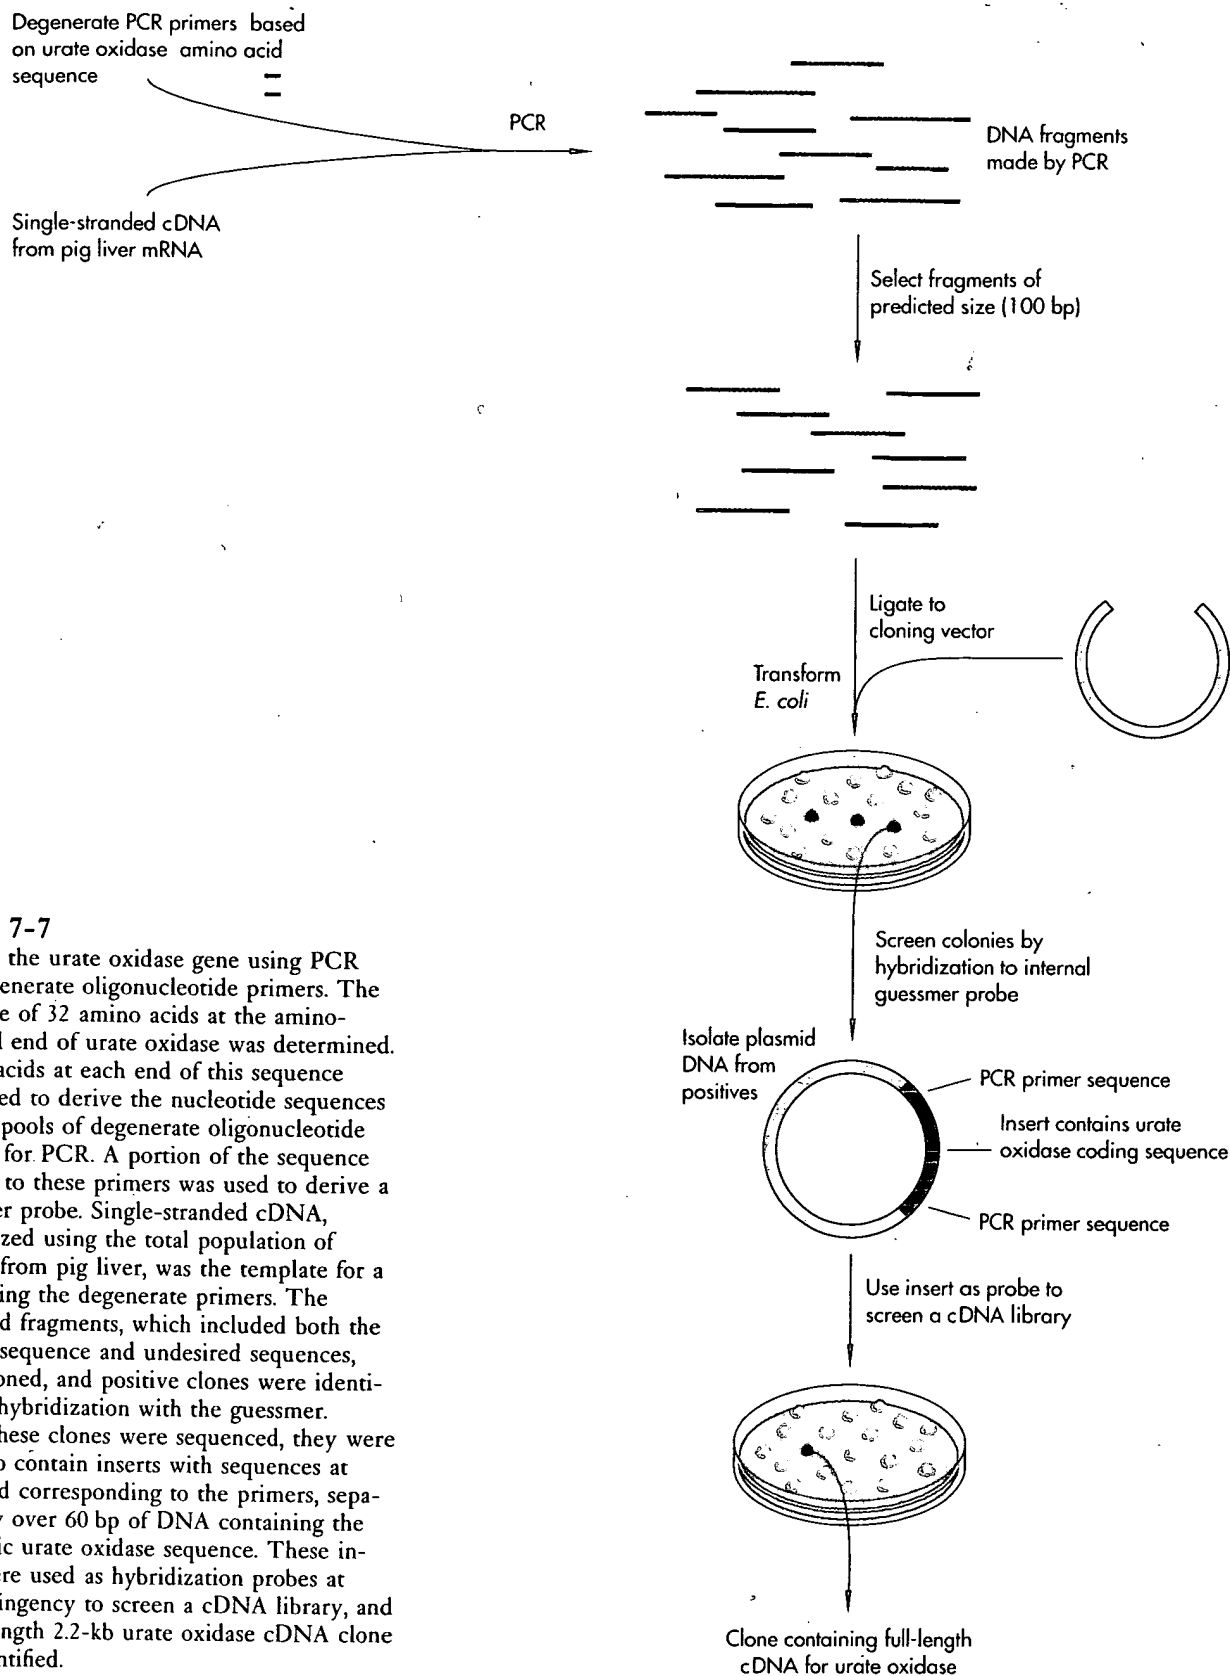 Degenerate PCR primers based
on urate oxidase amino acid
sequence
PCR
Single-stranded cDNA
from pig liver mRNA
DNA fragments
made by PCR
Select fragments of
predicted size (100 bp)
Ligate to
cloning vector
Transform
E. coli
Screen colonies by
hybridization to internal
guessmer probe
Isolate plasmid
DNA from
positives
PCR primer sequence
Insert contains urate
oxidase coding sequence
PCR primer sequence
Use insert as probe to
screen a cDNA library
Clone containing full-length
cDNA for urate oxidase
7-7
the urate oxidase gene using PCR
enerate oligonucleotide primers. The
e of 32 amino acids at the amino-
l end of urate oxidase was determined.
acids at each end of this sequence
ed to derive the nucleotide sequences
pools of degenerate oligonucleotide
for PCR. A portion of the sequence
to these primers was used to derive a
er probe. Single-stranded cDNA,
zed using the total population of
from pig liver, was the template for a
ing the degenerate primers. The
d fragments, which included both the
sequence and undesired sequences,
oned, and positive clones were identi-
hybridization with the guessmer.
hese clones were sequenced, they were
o contain inserts with sequences at
d corresponding to the primers, sepa-
y over 60 bp of DNA containing the
ic urate oxidase sequence. These in-
re used as hybridization probes at
ingency to screen a cDNA library, and
ngth 2.2-kb urate oxidase cDNA clone
ntified.